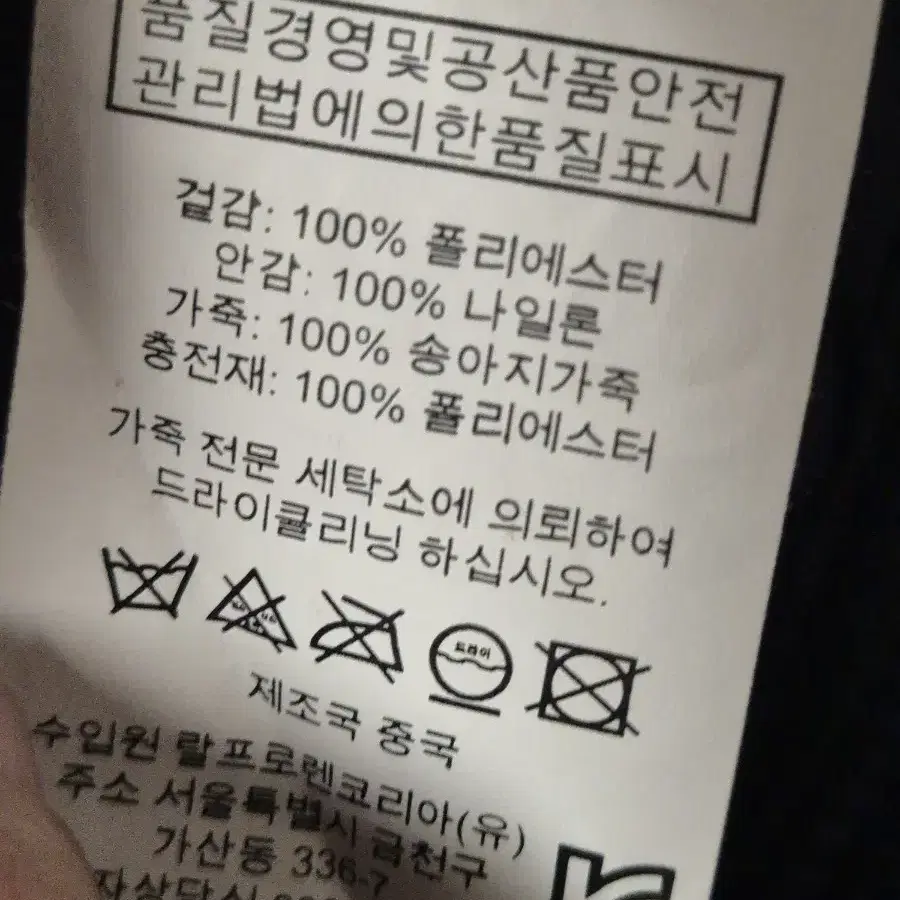 품질경영및공산품안전
관리법에의한품질표시
겉감: 100% 폴리에스터
안감: 100% 나일론
가죽: 100% 송아지가죽
충전재: 100% 폴리에스터
가죽 전문 세탁소에 의뢰하여
드라이클리닝 하십시오.
드라이
제조국 중국
수입원 랄프로렌코리아(유)
주소 서울특별시 금천구
가산동 336-7